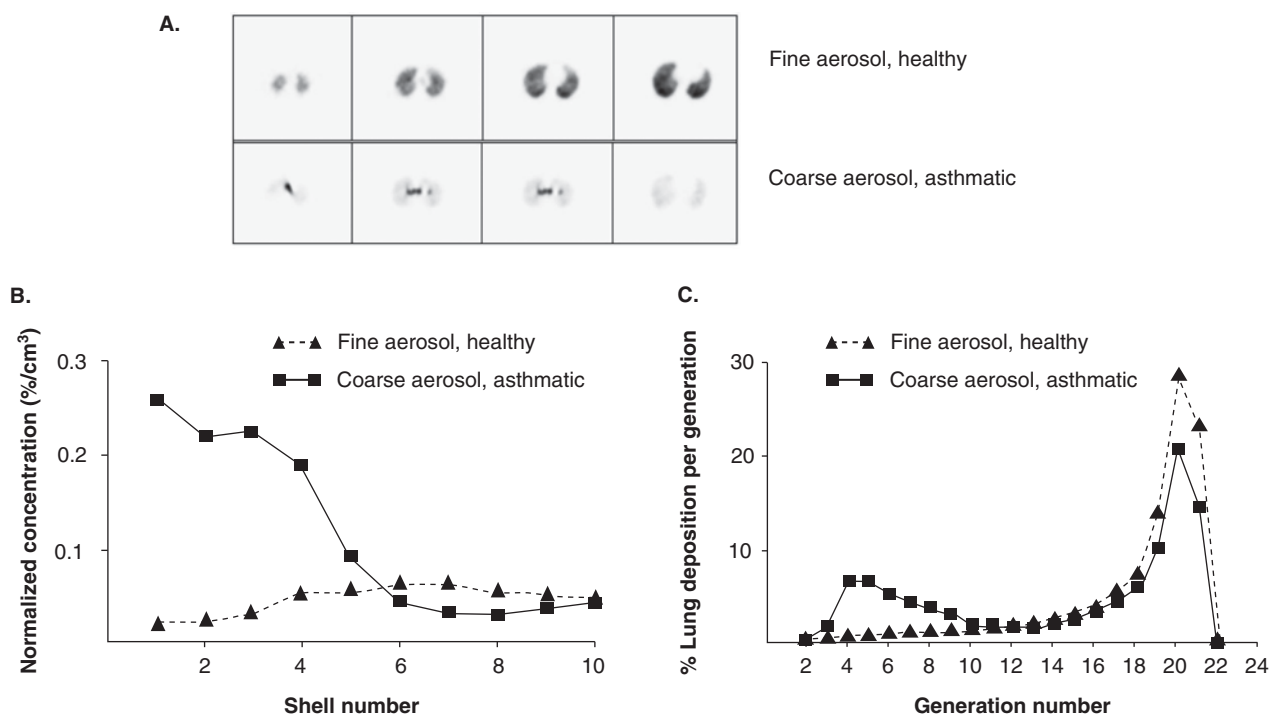 A.
Fine aerosol, healthy
Coarse aerosol, asthmatic
B.
Fine aerosol, healthy
Coarse aerosol, asthmatic
Normalized concentration (%/cm³)
0.3
0.2
0.1
2 4 6 8 10
Shell number
C.
Fine aerosol, healthy
Coarse aerosol, asthmatic
% Lung deposition per generation
30
20
10
2 4 6 8 10 12 14 16 18 20 22 24
Generation number